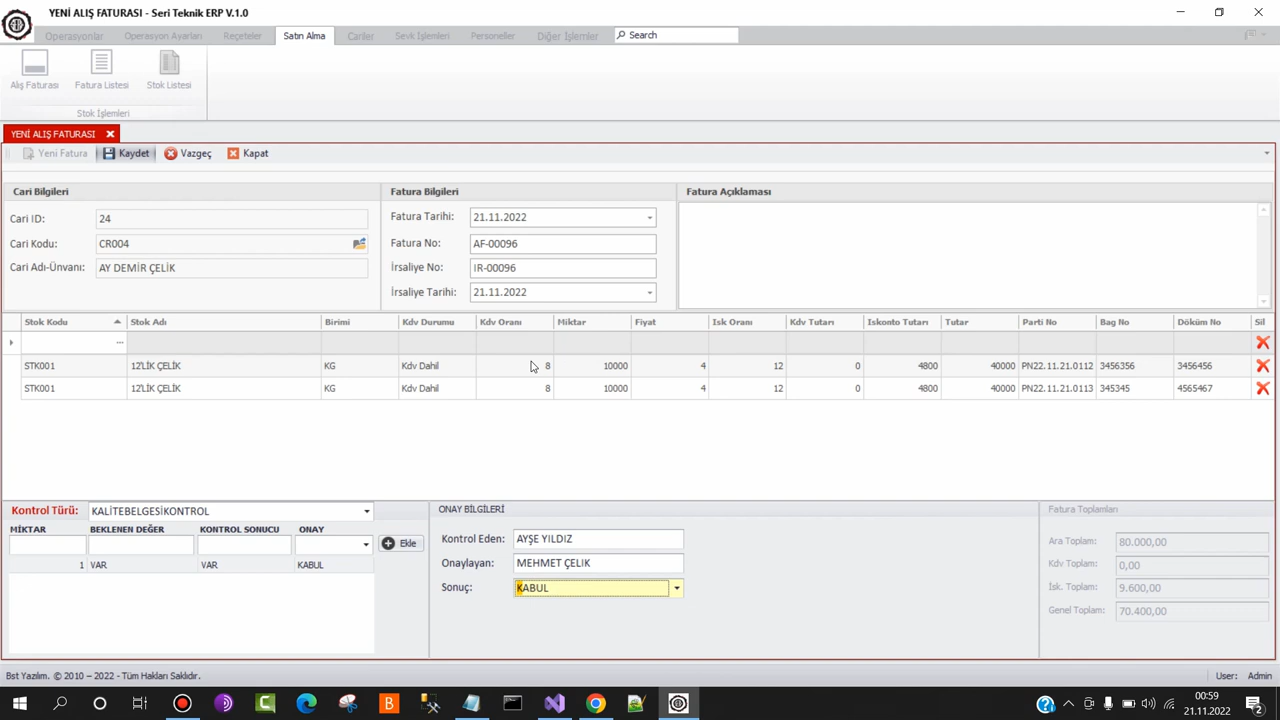 YENİ ALIŞ FATURASI - Seri Teknik ERP V.1.0
Operasyonlar Operasyon Ayarları Reçeteler Satın Alma Cariler Sevk İşlemleri Personeller Diğer İşlemler Search
Alış Faturası Fatura Listesi Stok Listesi
Stok İşlemleri
YENİ ALIŞ FATURASI
Yeni Fatura Kaydet Vazgeç Kapat
Cari Bilgileri Fatura Bilgileri Fatura Açıklaması
Cari ID: 24 Fatura Tarihi: 21.11.2022
Cari Kodu: CR004 Fatura No: AF-00096
Cari Adı-Ünvanı: AY DEMİR ÇELİK İrsaliye No: IR-00096
İrsaliye Tarihi: 21.11.2022
Stok Kodu Stok Adı Birimi Kdv Durumu Kdv Oranı Miktar Fiyat Isk Oranı Kdv Tutarı Iskonto Tutarı Tutar Parti No Bag No Döküm No Sil
STK001 12'LİK ÇELİK KG Kdv Dahil 8 10000 4 12 0 4800 40000 PN22.11.21.0112 3456356 3456456
STK001 12'LİK ÇELİK KG Kdv Dahil 8 10000 4 12 0 4800 40000 PN22.11.21.0113 345345 4565467
Kontrol Türü: KALİTEBELGESİKONTROL ONAY BİLGİLERİ Fatura Toplamları
MİKTAR BEKLENEN DEĞER KONTROL SONUCU ONAY
Ekle
1 VAR VAR KABUL
Kontrol Eden: AYŞE YILDIZ
Onaylayan: MEHMET ÇELIK
Sonuç: KABUL
Ara Toplam: 80.000,00
Kdv Toplam: 0,00
İsk. Toplam: 9.600,00
Genel Toplam: 70.400,00
Bst Yazılım. © 2010 – 2022 - Tüm Hakları Saklıdır. User: Admin
00:59
21.11.2022
2